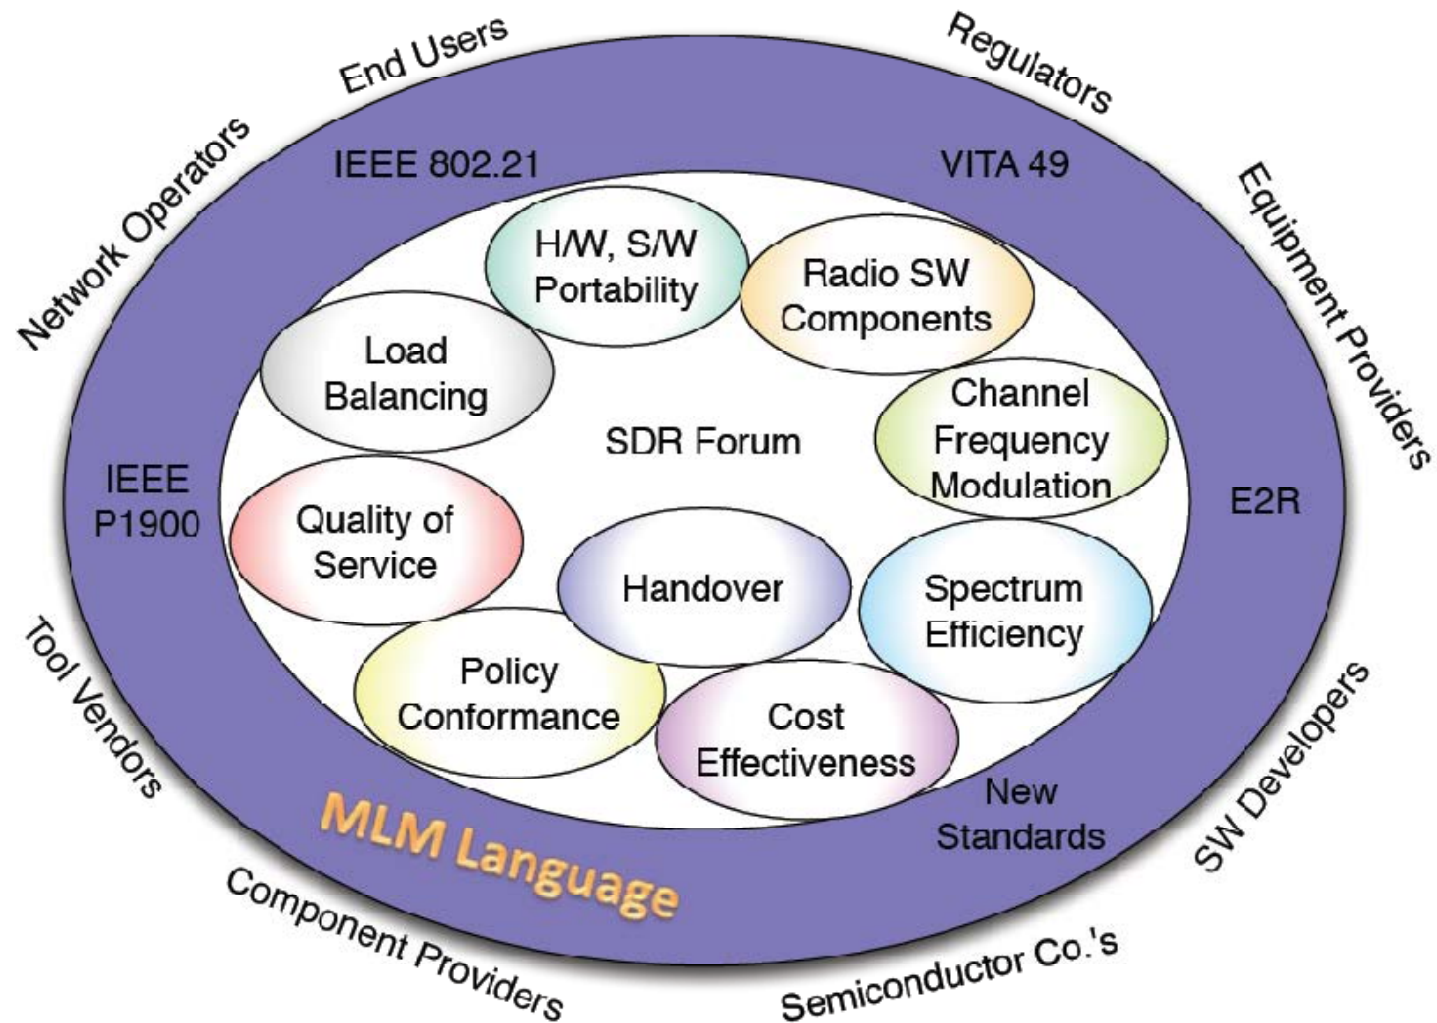 End Users
Regulators
Network Operators
Equipment Providers
IEEE 802.21
VITA 49
H/W, S/W
Portability
Radio SW
Components
Load
Balancing
Channel
Frequency
Modulation
SDR Forum
IEEE
P1900
E2R
Quality of
Service
Handover
Spectrum
Efficiency
Policy
Conformance
Cost
Effectiveness
Tool Vendors
SW Developers
New
Standards
MLM Language
Component Providers
Semiconductor Co.'s